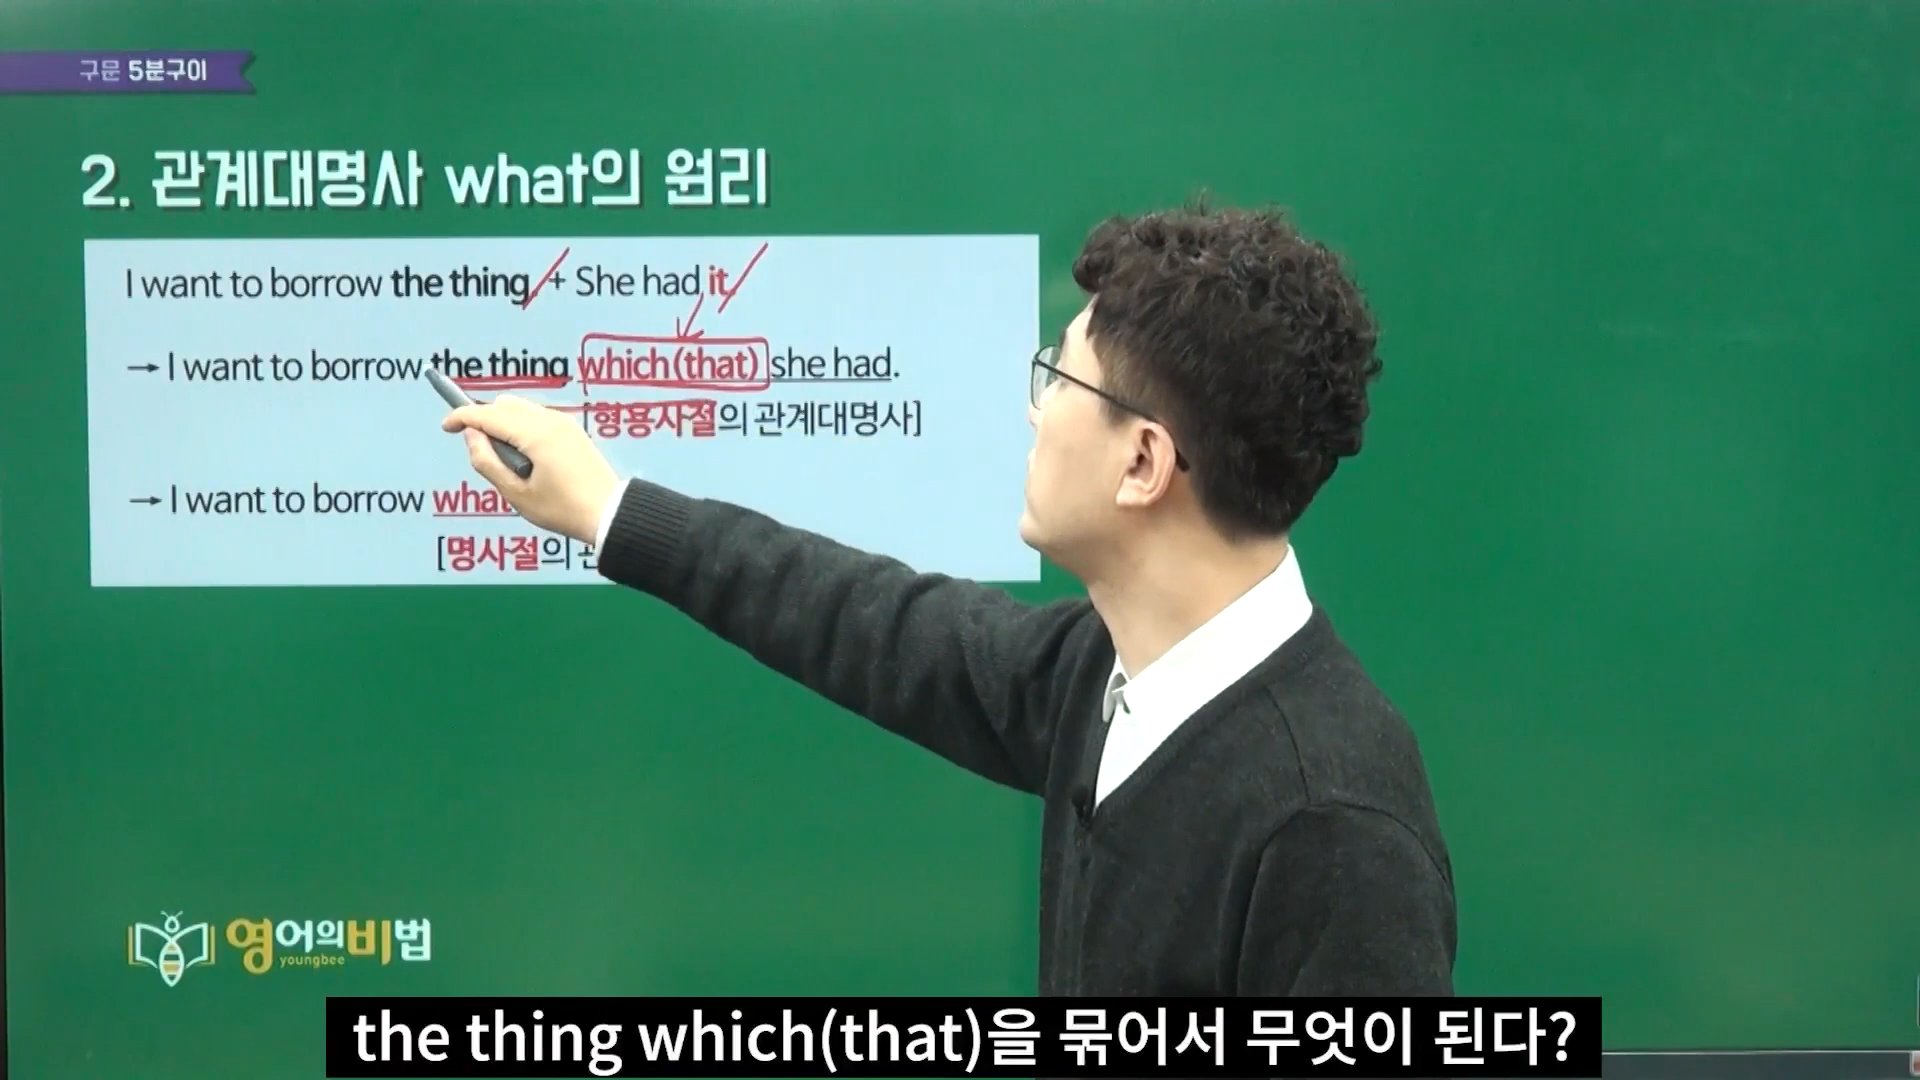 구문 5분구이
2. 관계대명사 what의 원리
I want to borrow the thing. + She had it.
→ I want to borrow the thing which(that) she had.
[형용사절의 관계대명사]
→ I want to borrow what
[명사절의
영어의비법
youngbee
the thing which(that)을 묶어서 무엇이 된다?